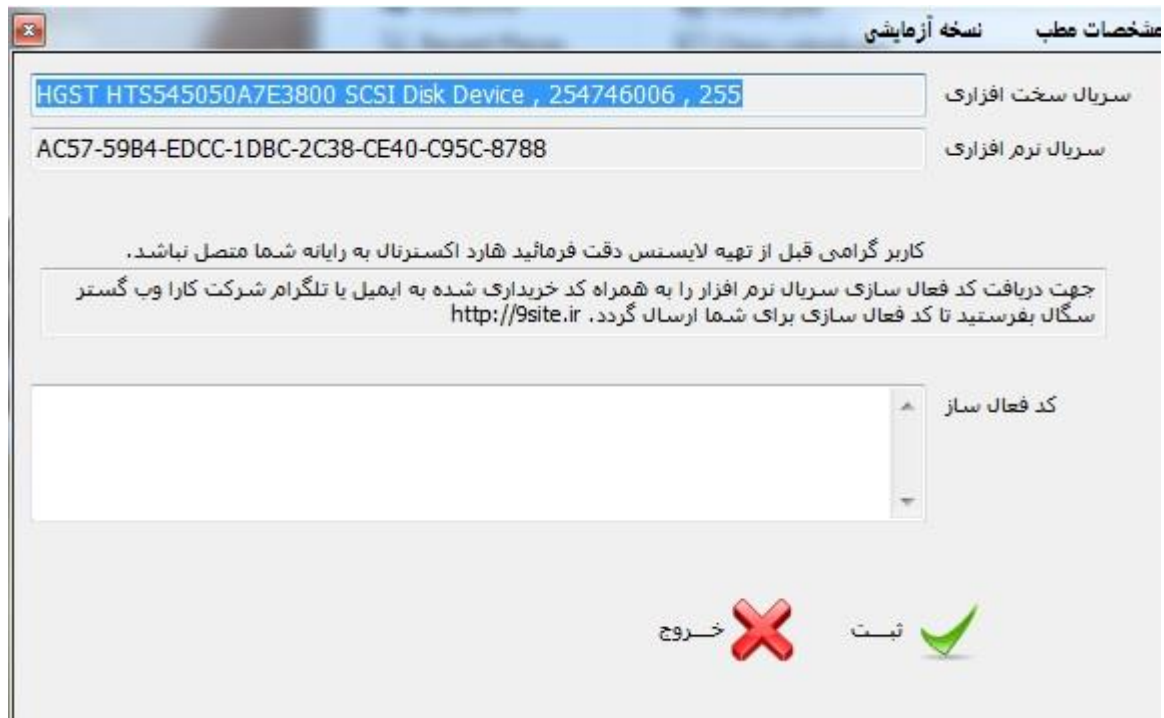 مشخصات مطب نسخه آزمایشی
سریال سخت افزاری
HGST HTS545050A7E3800 SCSI Disk Device , 254746006 , 255
سریال نرم افزاری
AC57-59B4-EDCC-1DBC-2C38-CE40-C95C-8788
کاربر گرامی قبل از تهیه لایسنس دقت فرمائید هارد اکسترنال به رایانه شما متصل نباشد.
جهت دریافت کد فعال سازی سریال نرم افزار را به همراه کد خریداری شده به ایمیل یا تلگرام شرکت کارا وب گستر
سگال بفرستید تا کد فعال سازی برای شما ارسال گردد. http://9site.ir
کد فعال ساز
ثبـــت
خـــروج